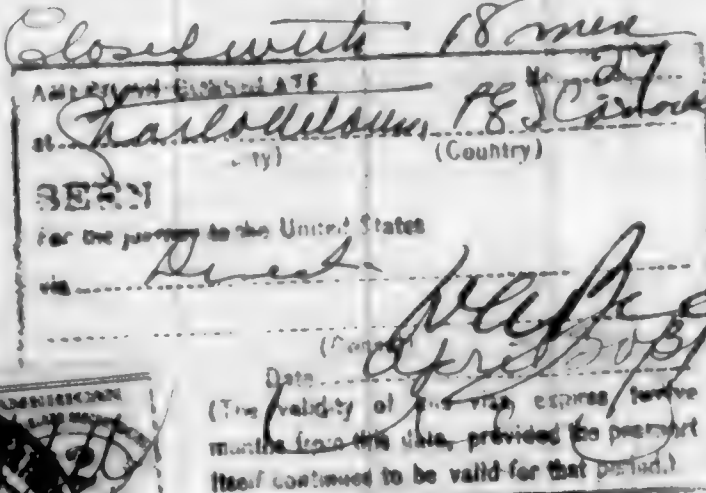 Closed with 18 men
AMERICAN CONSULATE No. 27
at Charlottetown, P.E.I. Canada
(City) (Country)
SEEN
For the journey to the United States
via Direct
(Consul)
Date April 30
(The validity of this visa expires twelve
months from this date, provided the passport
itself continues to be valid for that period.)